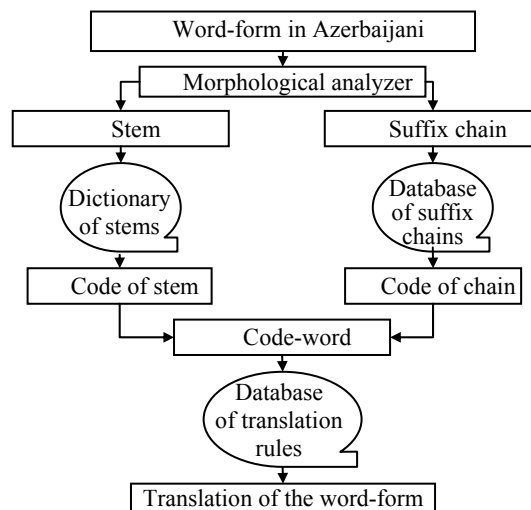 Word-form in Azerbaijani
Morphological analyzer
Stem
Suffix chain
Dictionary
of stems
Database
of suffix
chains
Code of stem
Code of chain
Code-word
Database
of translation
rules
Translation of the word-form